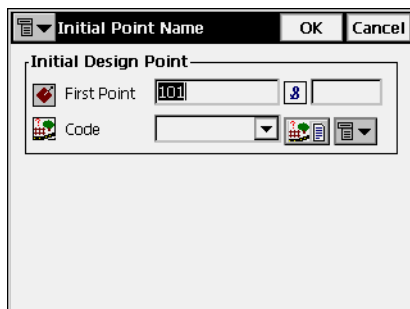 Initial Point Name OK Cancel
Initial Design Point
First Point 101
Code